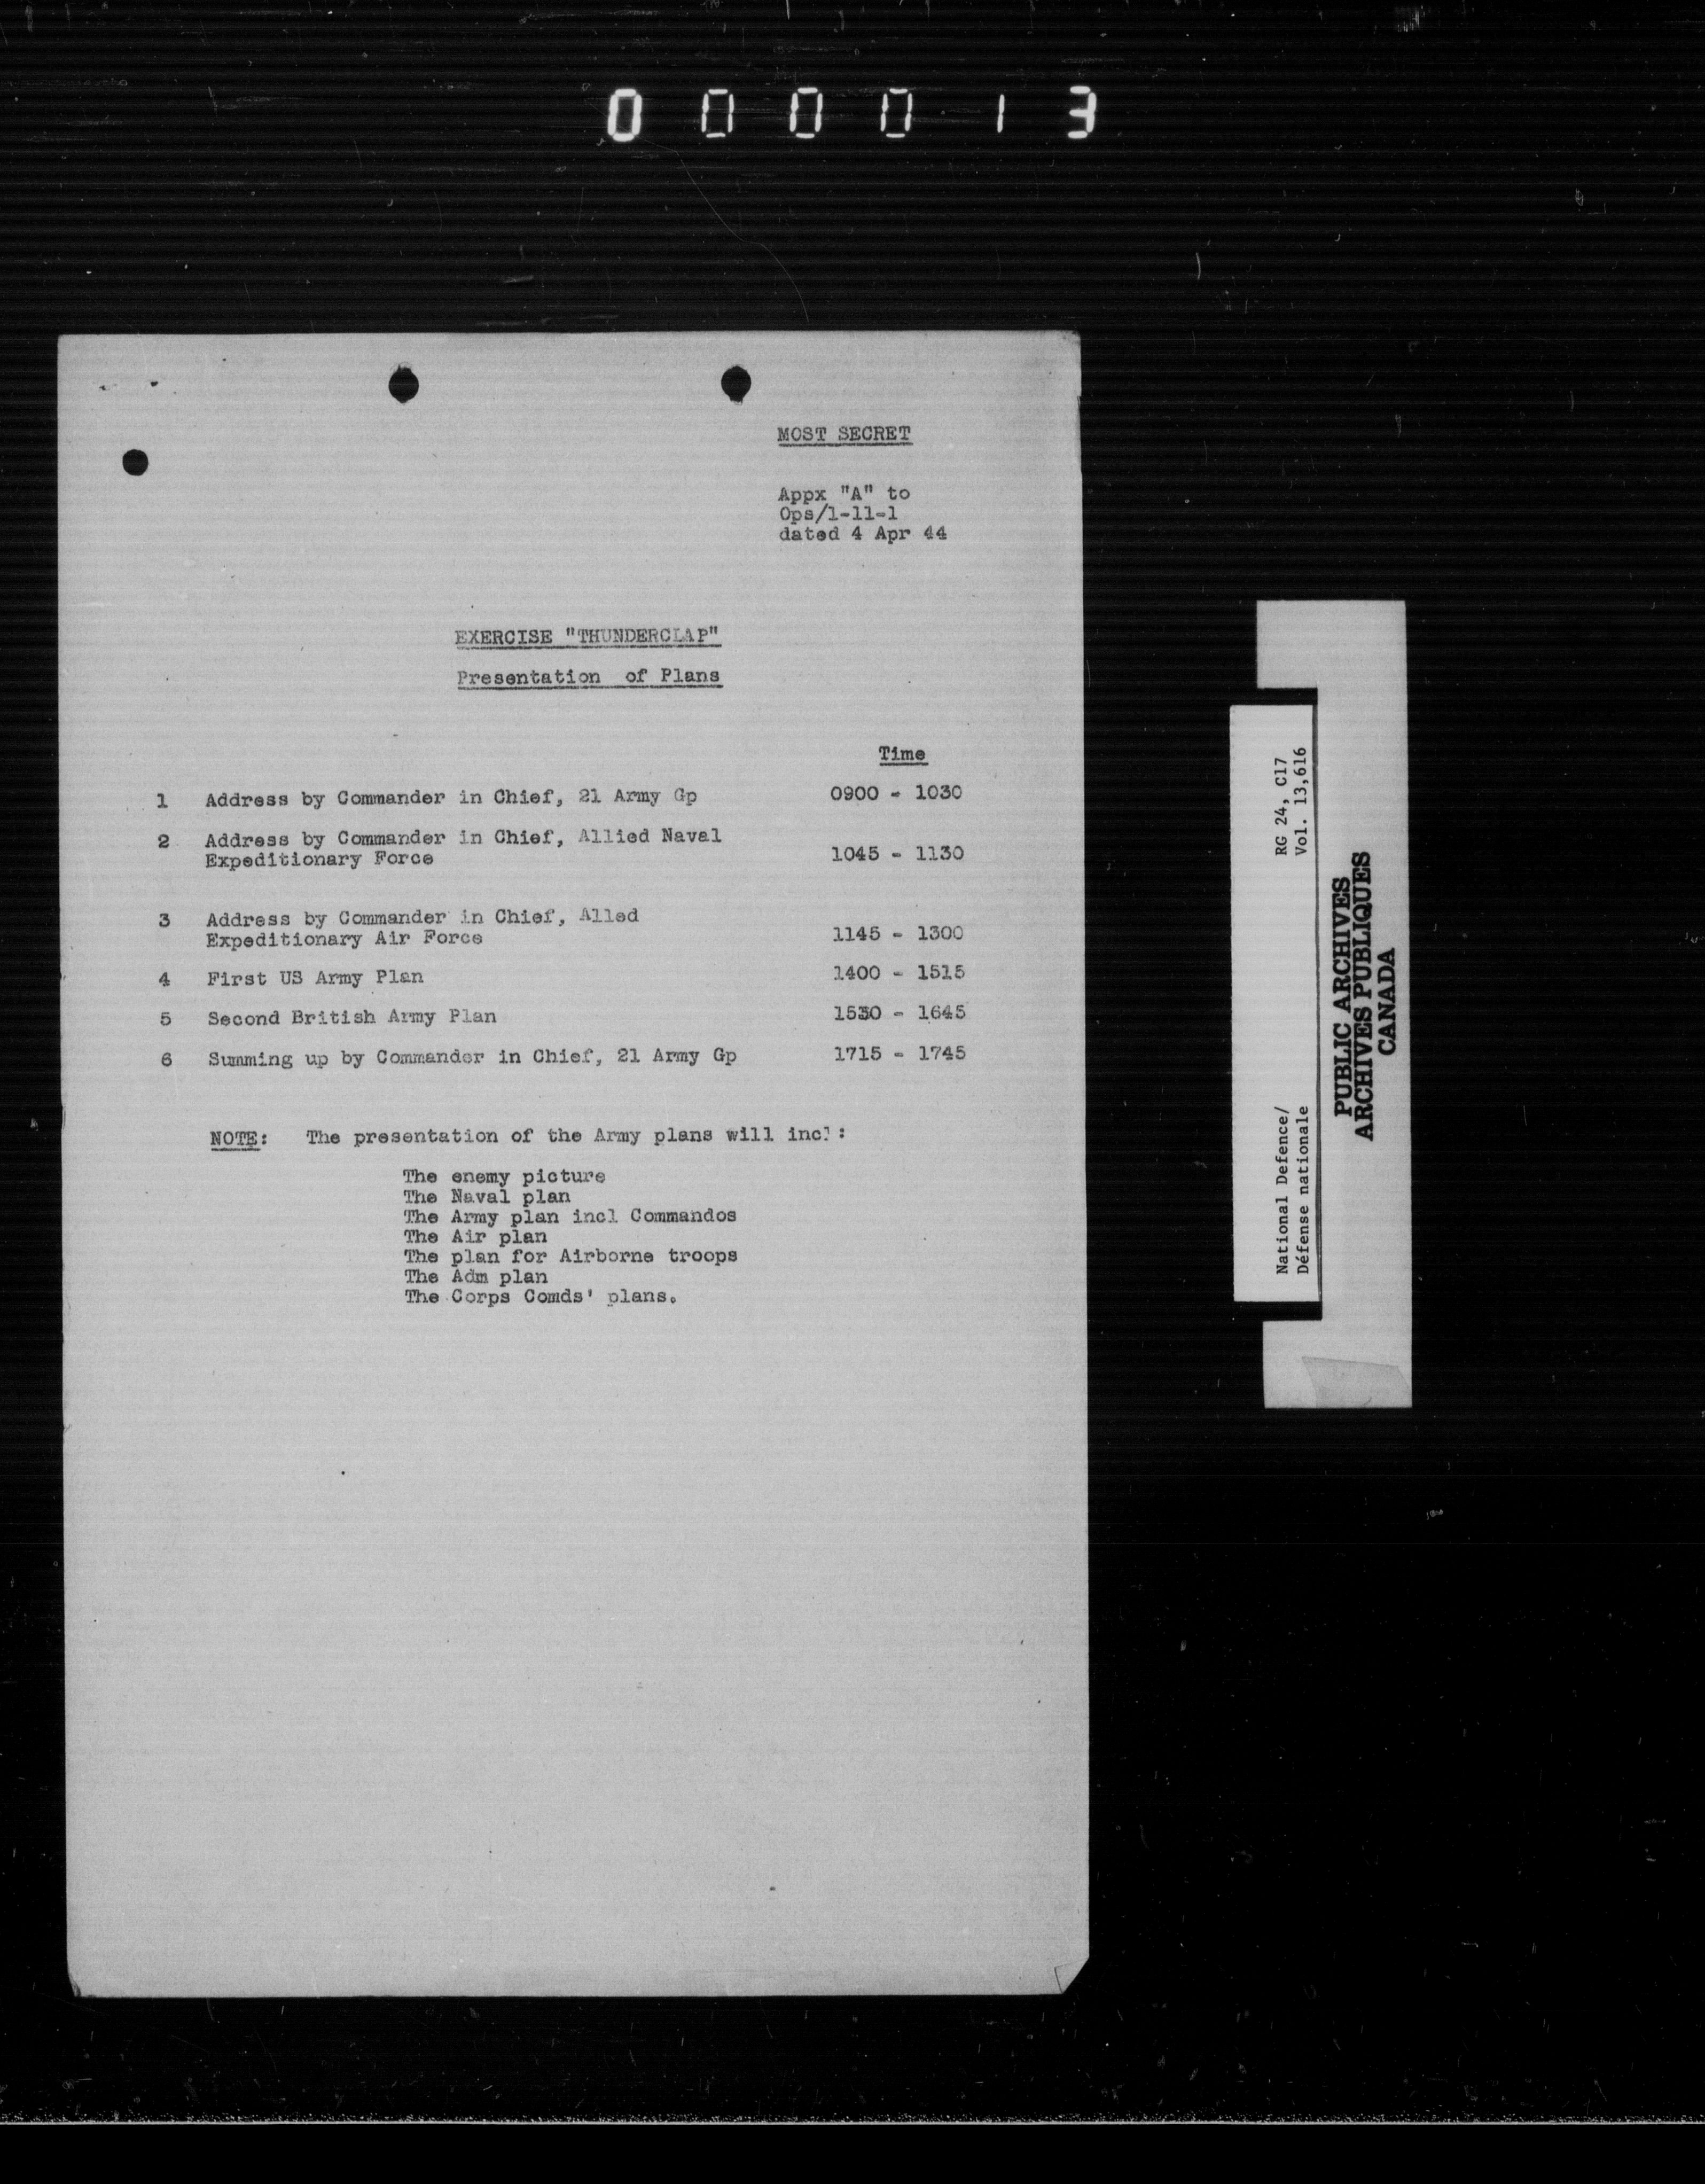 000013
MOST SECRET
Appx "A" to
Ops/1-11-1
dated 4 Apr 44
EXERCISE "THUNDERCLAP"
Presentation of Plans
Time
1 Address by Commander in Chief, 21 Army Gp 0900 - 1030
2 Address by Commander in Chief, Allied Naval
Expeditionary Force 1045 - 1130
3 Address by Commander in Chief, Alled
Expeditionary Air Force 1145 - 1300
4 First US Army Plan 1400 - 1515
5 Second British Army Plan 1530 - 1645
6 Summing up by Commander in Chief, 21 Army Gp 1715 - 1745
NOTE: The presentation of the Army plans will incl:
The enemy picture
The Naval plan
The Army plan incl Commandos
The Air plan
The plan for Airborne troops
The Adm plan
The Corps Comds' plans.
National Defence/ RG 24, C17
Défense nationale Vol. 13,616
PUBLIC ARCHIVES
ARCHIVES PUBLIQUES
CANADA